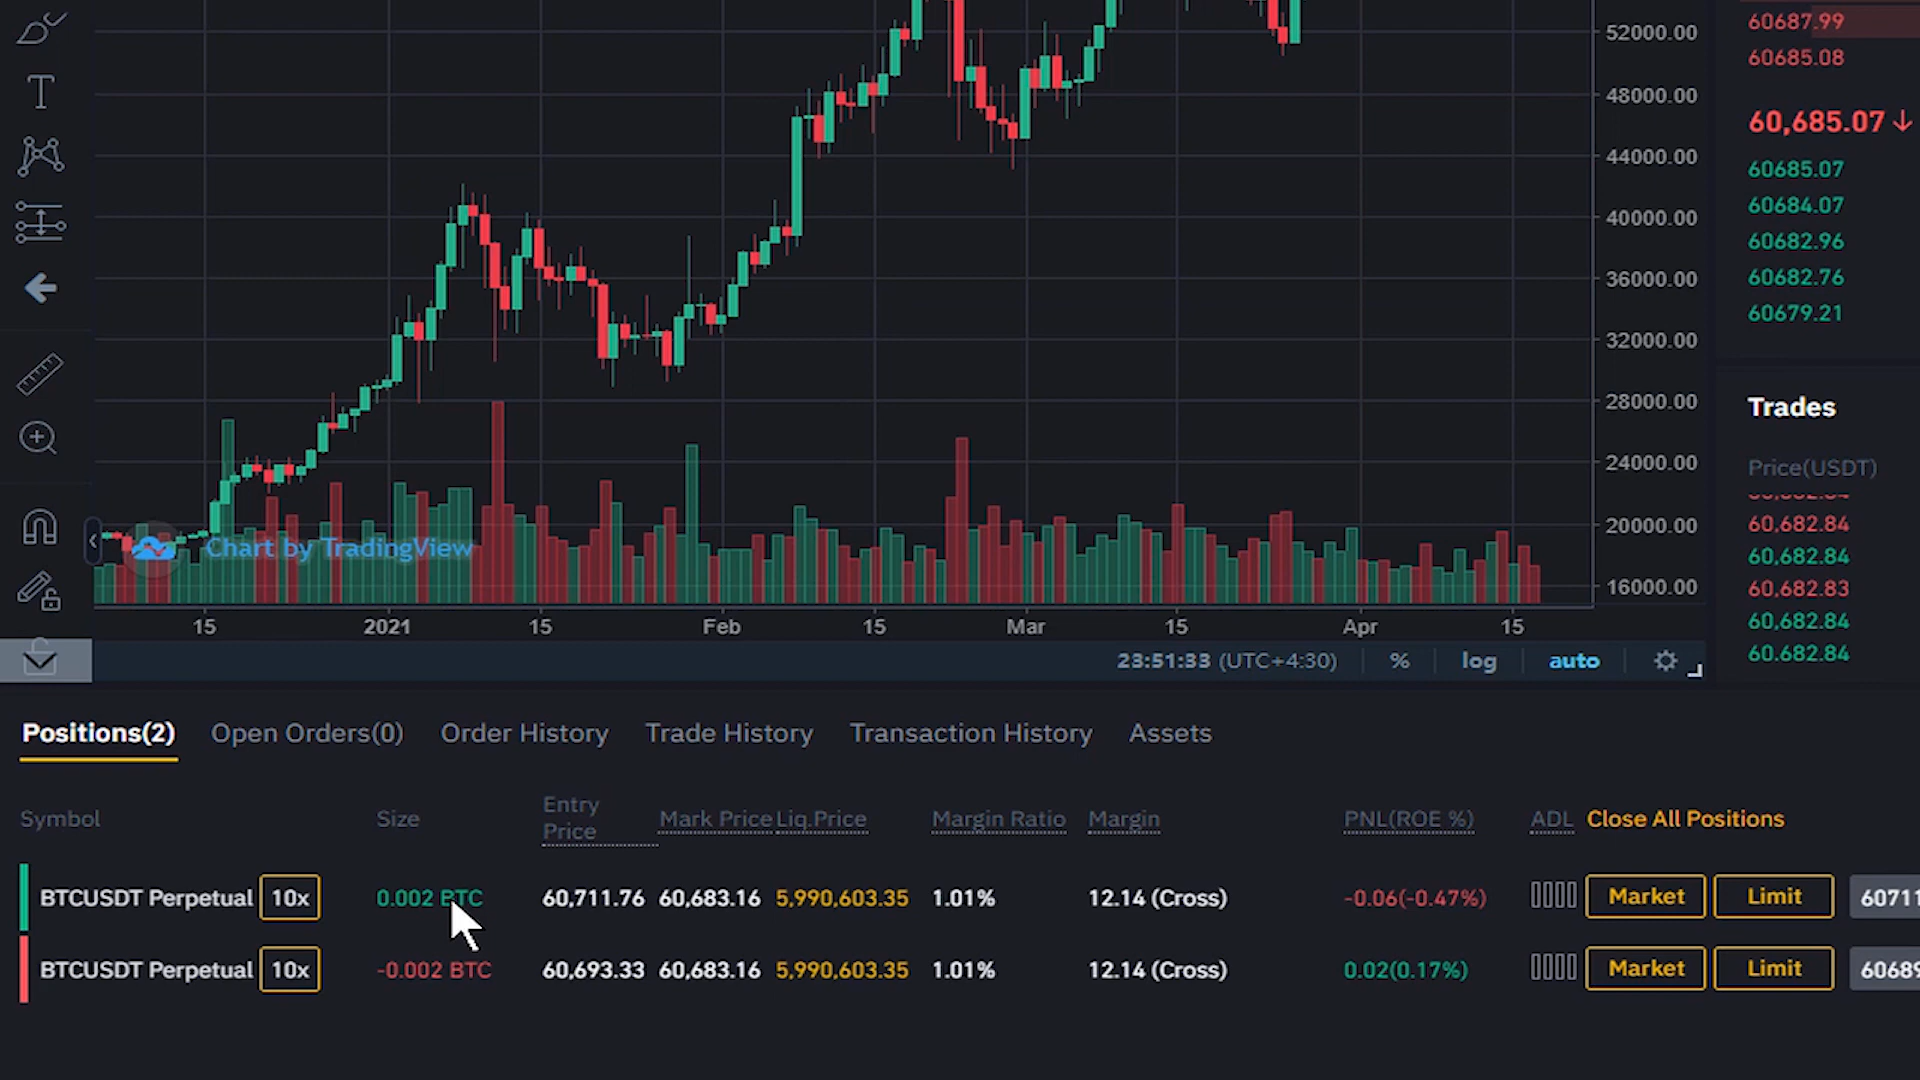 52000.00
48000.00
44000.00
40000.00
36000.00
32000.00
28000.00
24000.00
20000.00
16000.00
Chart by TradingView
15 2021 15 Feb 15 Mar 15 Apr 15
23:51:33 (UTC+4:30) % log auto
60687.99
60685.08
60,685.07 ↓
60685.07
60684.07
60682.96
60682.76
60679.21
Trades
Price(USDT)
60,682.84
60,682.84
60,682.83
60,682.84
60,682.84
Positions(2) Open Orders(0) Order History Trade History Transaction History Assets
Symbol Size Entry Price Mark Price Liq.Price Margin Ratio Margin PNL(ROE %) ADL Close All Positions
BTCUSDT Perpetual 10x 0.002 BTC 60,711.76 60,683.16 5,990,603.35 1.01% 12.14 (Cross) -0.06(-0.47%) Market Limit 60711
BTCUSDT Perpetual 10x -0.002 BTC 60,693.33 60,683.16 5,990,603.35 1.01% 12.14 (Cross) 0.02(0.17%) Market Limit 60689